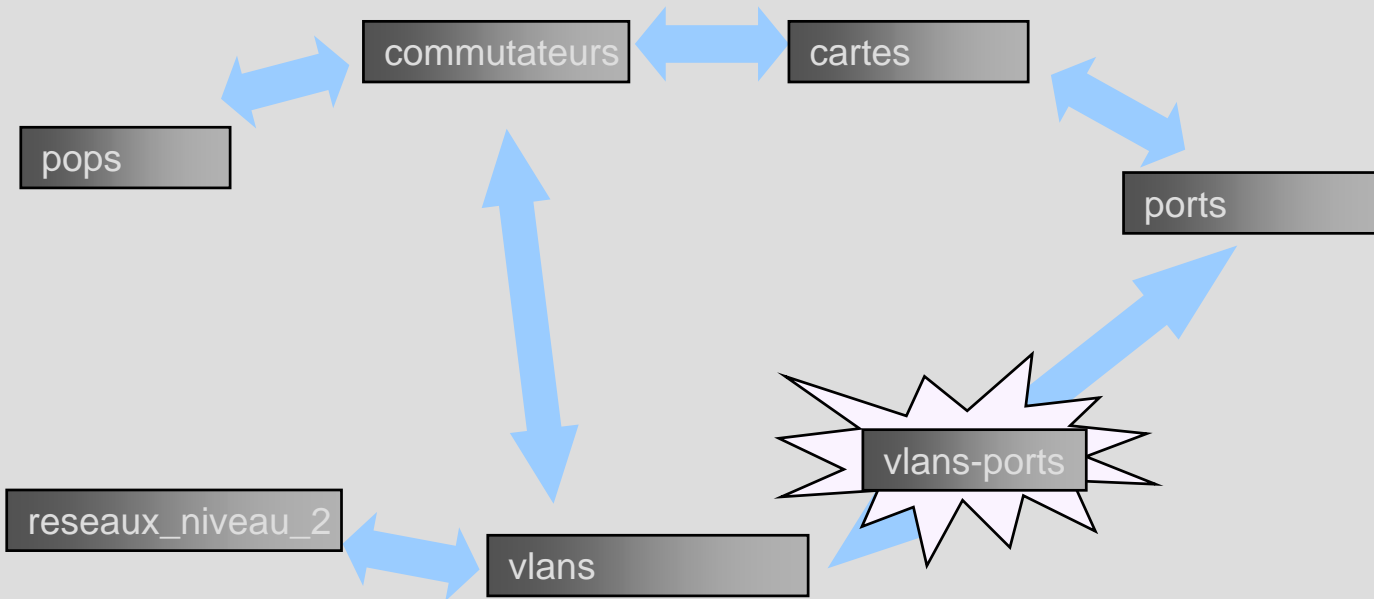 commutateurs
cartes
pops
ports
vlans-ports
reseaux_niveau_2
vlans